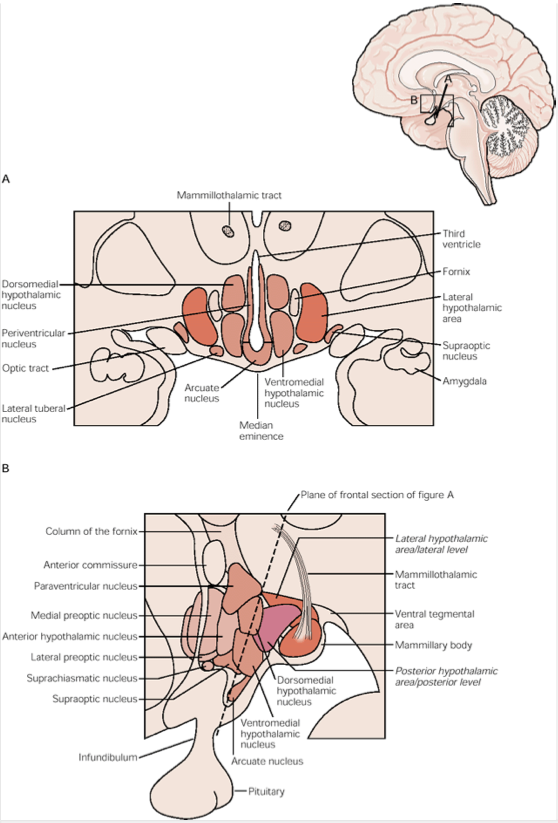 A
B
A
Mammillothalamic tract
Third
ventricle
Fornix
Dorsomedial
hypothalamic
nucleus
Lateral
hypothalamic
area
Periventricular
nucleus
Supraoptic
nucleus
Optic tract
Amygdala
Arcuate
nucleus
Ventromedial
hypothalamic
nucleus
Lateral tuberal
nucleus
Median
eminence
B
Plane of frontal section of figure A
Column of the fornix
Lateral hypothalamic
area/lateral level
Anterior commissure
Mammillothalamic
tract
Paraventricular nucleus
Medial preoptic nucleus
Ventral tegmental
area
Anterior hypothalamic nucleus
Mammillary body
Lateral preoptic nucleus
Suprachiasmatic nucleus
Posterior hypothalamic
area/posterior level
Supraoptic nucleus
Dorsomedial
hypothalamic
nucleus
Ventromedial
hypothalamic
nucleus
Infundibulum
Arcuate nucleus
Pituitary